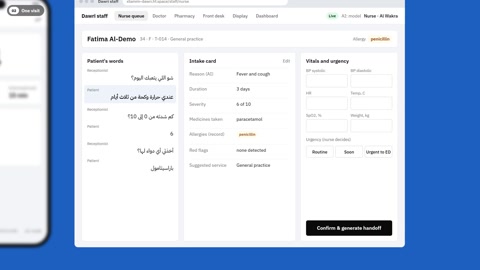 One visit
Dawrl staff
Dawrl staff Nurse queue Doctor Pharmacy Front desk Display Dashboard
Live Nurse · Al Wakra
Fatima Al-Demo 34 · F · General practice
Allergy penicillin
Patient's words
Receptionist
شو اللي يتعبك اليوم؟
Patient
عندي حرارة وكحة من ثلاث أيام
Receptionist
كم شدته من 0 إلى 10؟
Patient
6
Receptionist
أخذتي أي دواء لها؟
Patient
باراسيتامول
Intake card Edit
Reason (AI) Fever and cough
Duration 3 days
Severity 6 of 10
Medicines taken paracetamol
Allergies (record) penicillin
Red flags none detected
Suggested service General practice
Vitals and urgency
BP systolic BP diastolic
HR Temp, C
SpO2, % Weight, kg
Urgency (nurse decides)
Routine Soon Urgent to ED
Confirm & generate handoff